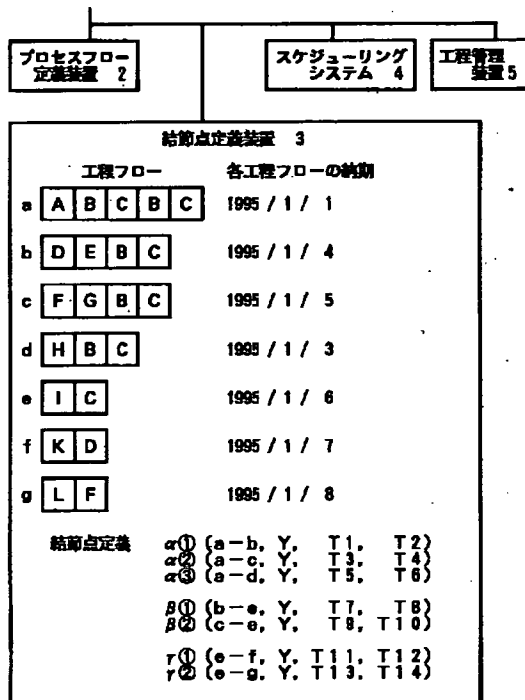 プロセスフロー
定義装置 2
スケジューリング
システム 4
工程管理
装置 5
結節点定義装置 3
工程フロー 各工程フローの納期
a A B C B C 1995 / 1 / 1
b D E B C 1995 / 1 / 4
c F G B C 1995 / 1 / 5
d H B C 1995 / 1 / 3
e I C 1995 / 1 / 6
f K D 1995 / 1 / 7
g L F 1995 / 1 / 8
結節点定義 α① (a-b, Y, T1, T2)
α② (a-c, Y, T3, T4)
α③ (a-d, Y, T5, T6)
β① (b-e, Y, T7, T8)
β② (c-e, Y, T9, T10)
γ① (e-f, Y, T11, T12)
γ② (e-g, Y, T13, T14)